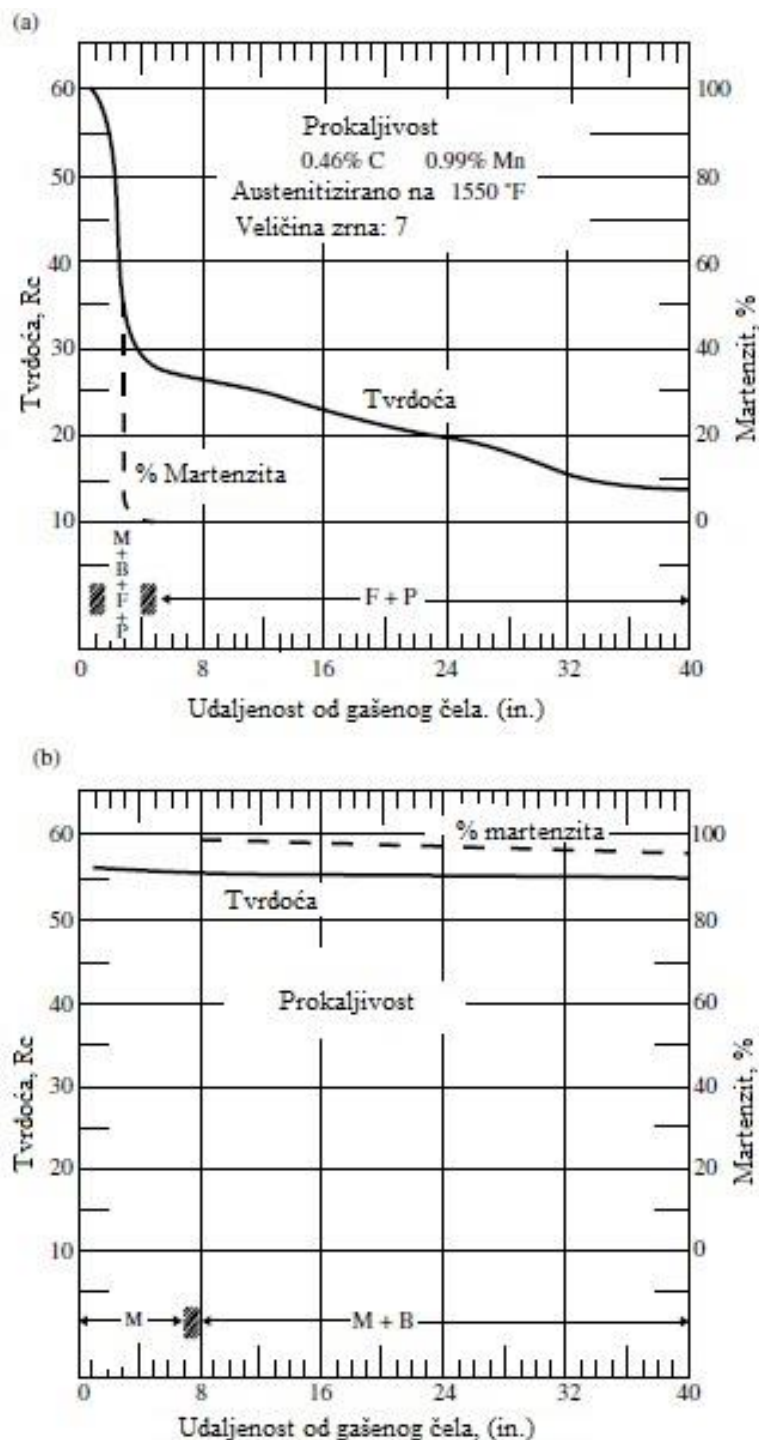 (a)
60
50
40
30
20
10
Tvrdoća, Rc
100
80
60
40
20
0
Martenzit, %
Prokaljivost
0.46% C 0.99% Mn
Austenitizirano na 1550 °F
Veličina zrna: 7
Tvrdoća
% Martenzita
M+B+F+P
F + P
0 8 16 24 32 40
Udaljenost od gašenog čela. (in.)
(b)
60
50
40
30
20
10
Tvrdoća, Rc
100
80
60
40
20
0
Martenzit, %
% martenzita
Tvrdoća
Prokaljivost
M
M + B
0 8 16 24 32 40
Udaljenost od gašenog čela, (in.)